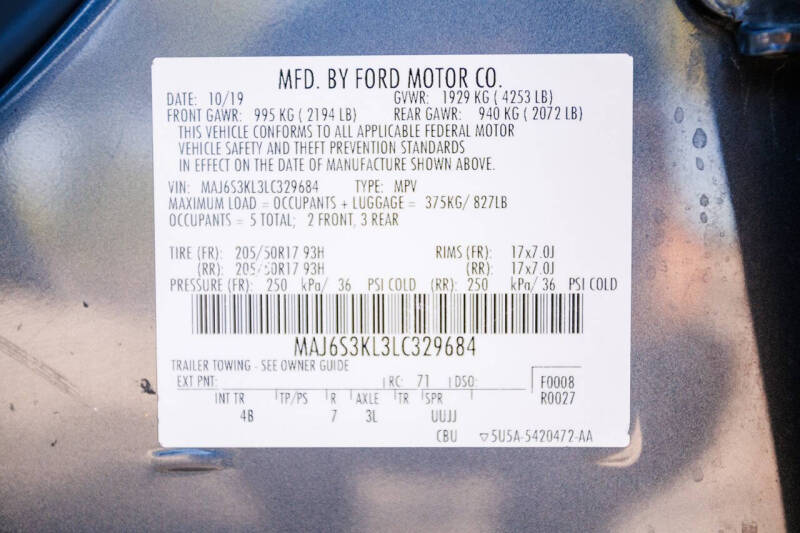 MFD. BY FORD MOTOR CO.
DATE: 10/19 GVWR: 1929 KG ( 4253 LB)
FRONT GAWR: 995 KG ( 2194 LB) REAR GAWR: 940 KG ( 2072 LB)
THIS VEHICLE CONFORMS TO ALL APPLICABLE FEDERAL MOTOR
VEHICLE SAFETY AND THEFT PREVENTION STANDARDS
IN EFFECT ON THE DATE OF MANUFACTURE SHOWN ABOVE.
VIN: MAJ6S3KL3LC329684 TYPE: MPV
MAXIMUM LOAD = OCCUPANTS + LUGGAGE = 375KG/ 827LB
OCCUPANTS = 5 TOTAL; 2 FRONT, 3 REAR
TIRE (FR): 205/50R17 93H RIMS (FR): 17x7.0J
(RR): 205/50R17 93H (RR): 17x7.0J
PRESSURE (FR): 250 kPa/ 36 PSI COLD (RR): 250 kPa/ 36 PSI COLD
MAJ6S3KL3LC329684
TRAILER TOWING - SEE OWNER GUIDE
EXT PNT: RC: 71 DSO: F0008
R0027
INT TR TP/PS R AXLE TR SPR
4B 7 3L UUJJ
CBU ▽5U5A-5420472-AA